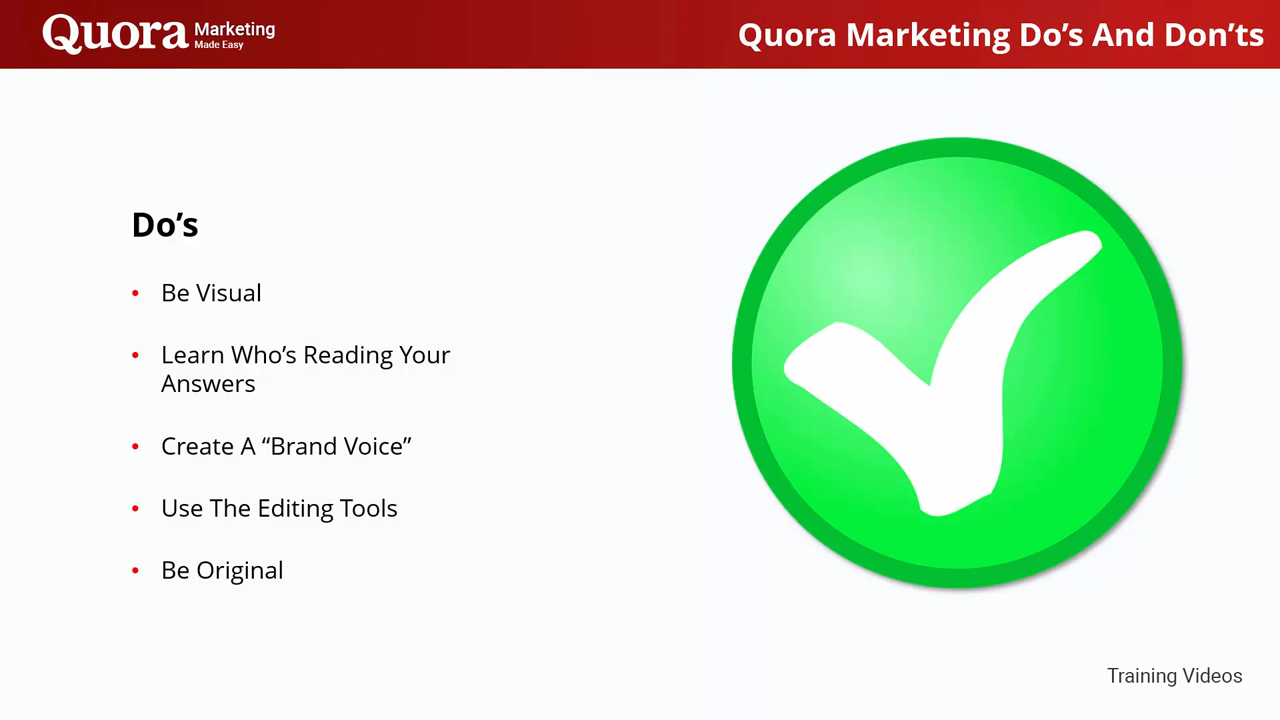 Quora Marketing
Made Easy
Quora Marketing Do’s And Don’ts
Do’s
• Be Visual
• Learn Who’s Reading Your
Answers
• Create A “Brand Voice”
• Use The Editing Tools
• Be Original
Training Videos